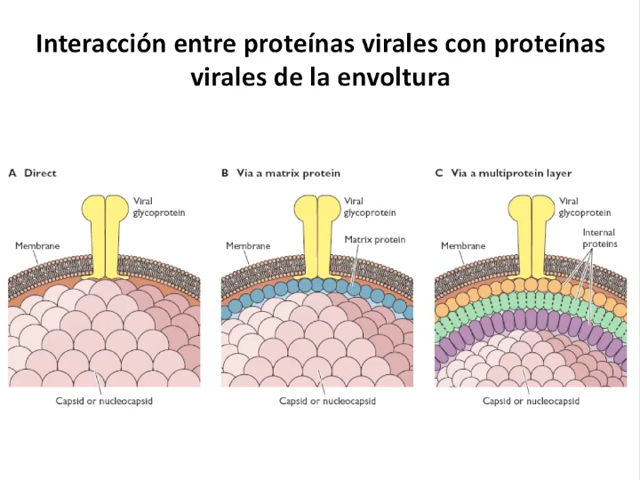 Interacción entre proteínas virales con proteínas
virales de la envoltura
A Direct
Viral
glycoprotein
Membrane
Capsid or nucleocapsid
B Via a matrix protein
Viral
glycoprotein
Matrix protein
Membrane
Capsid or nucleocapsid
C Via a multiprotein layer
Viral
glycoprotein
Internal
proteins
Membrane
Capsid or nucleocapsid